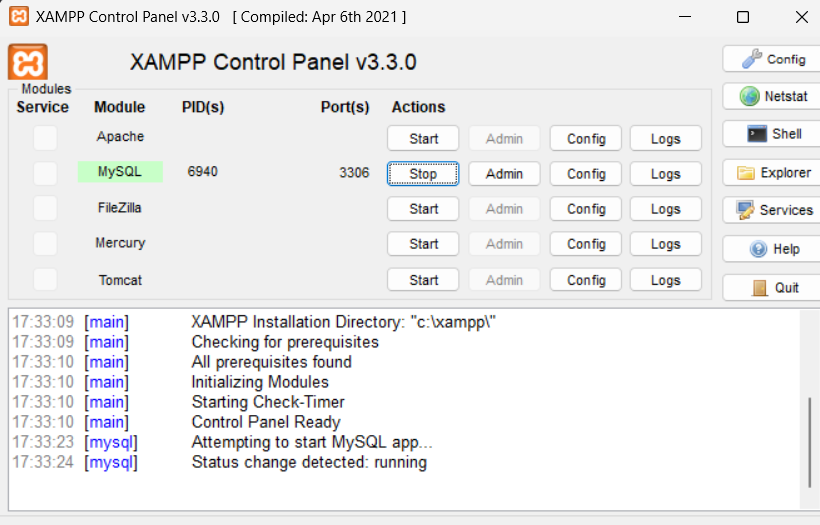 XAMPP Control Panel v3.3.0 [ Compiled: Apr 6th 2021 ]
XAMPP Control Panel v3.3.0
Config
Modules
Service Module PID(s) Port(s) Actions
Netstat
Apache Start Admin Config Logs
Shell
MySQL 6940 3306 Stop Admin Config Logs
Explorer
FileZilla Start Admin Config Logs
Services
Mercury Start Admin Config Logs
Help
Tomcat Start Admin Config Logs
Quit
17:33:09 [main] XAMPP Installation Directory: "c:\xampp\"
17:33:09 [main] Checking for prerequisites
17:33:10 [main] All prerequisites found
17:33:10 [main] Initializing Modules
17:33:10 [main] Starting Check-Timer
17:33:10 [main] Control Panel Ready
17:33:23 [mysql] Attempting to start MySQL app...
17:33:24 [mysql] Status change detected: running